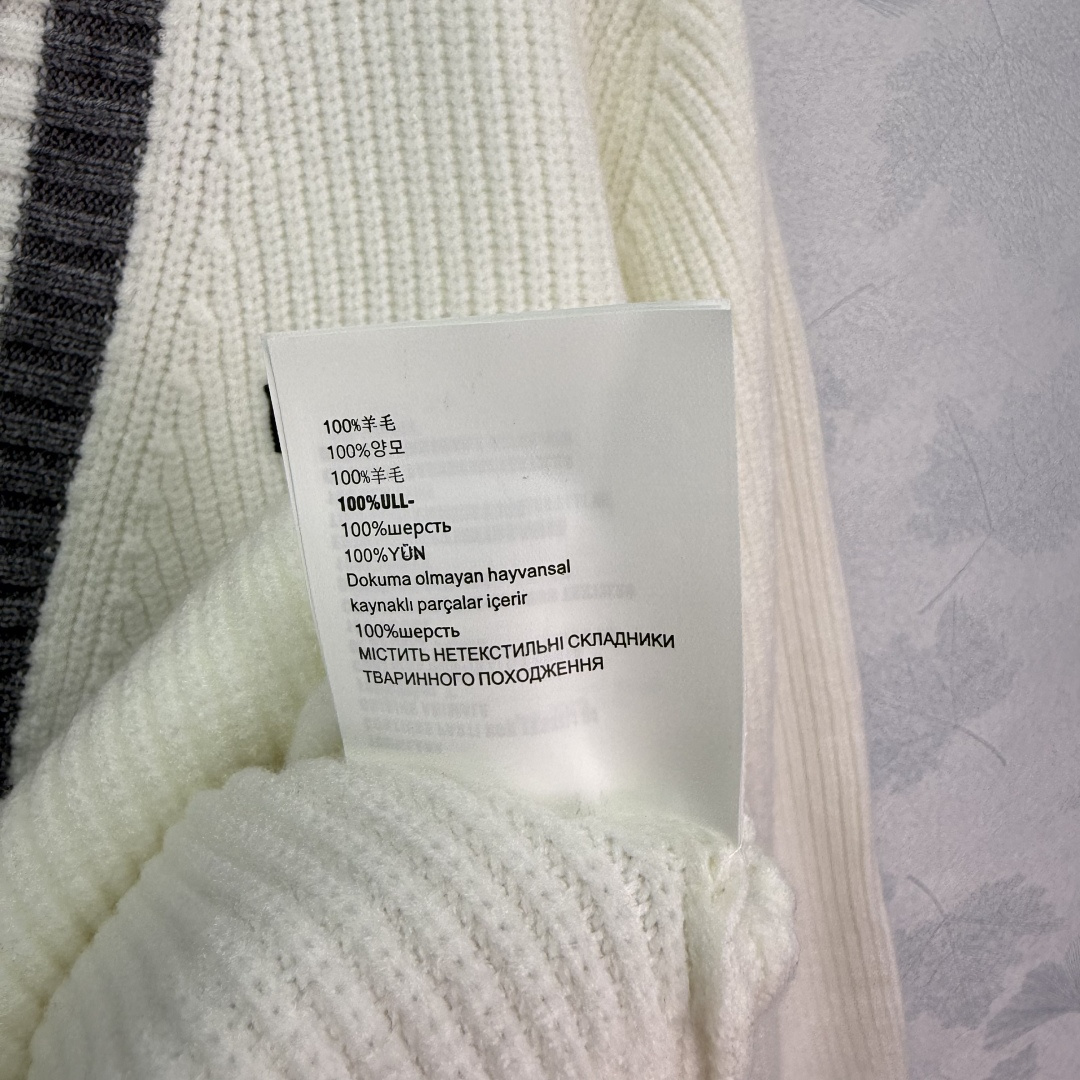 100%羊毛
100%양모
100%羊毛
100%ULL-
100%шерсть
100%YÜN
Dokuma olmayan hayvansal
kaynaklı parçalar içerir
100%шерсть
МІСТИТЬ НЕТЕКСТИЛЬНІ СКЛАДНИКИ
ТВАРИННОГО ПОХОДЖЕННЯ